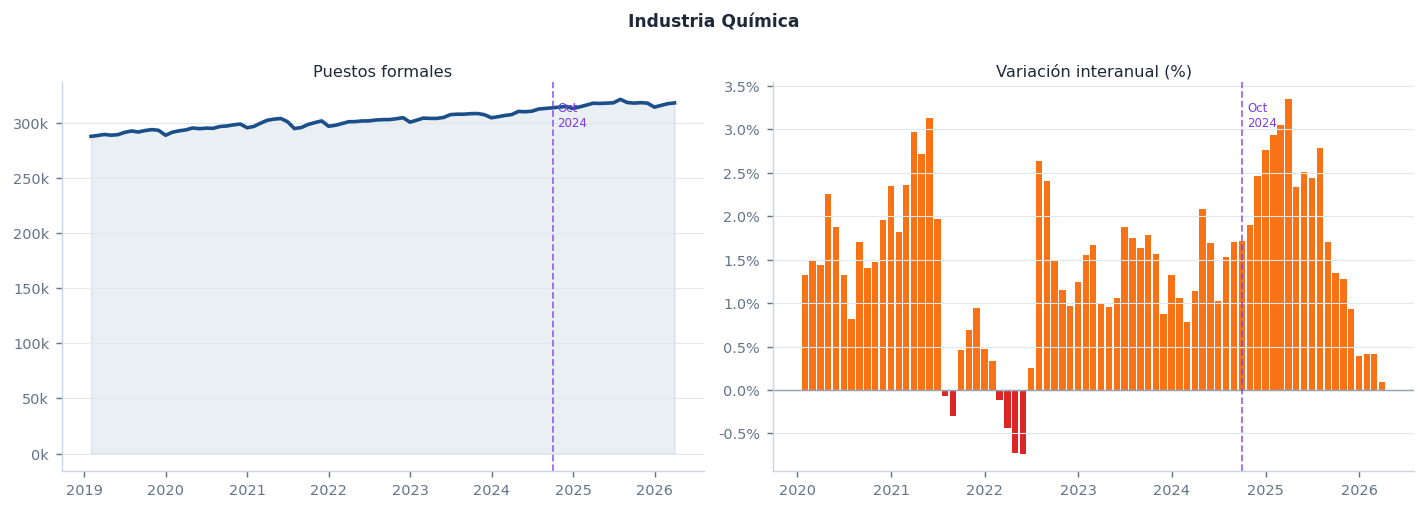 Industria Química
Puestos formales
300k
250k
200k
150k
100k
50k
0k
Oct
2024
2019 2020 2021 2022 2023 2024 2025 2026
Variación interanual (%)
3.5%
3.0%
2.5%
2.0%
1.5%
1.0%
0.5%
0.0%
-0.5%
Oct
2024
2020 2021 2022 2023 2024 2025 2026